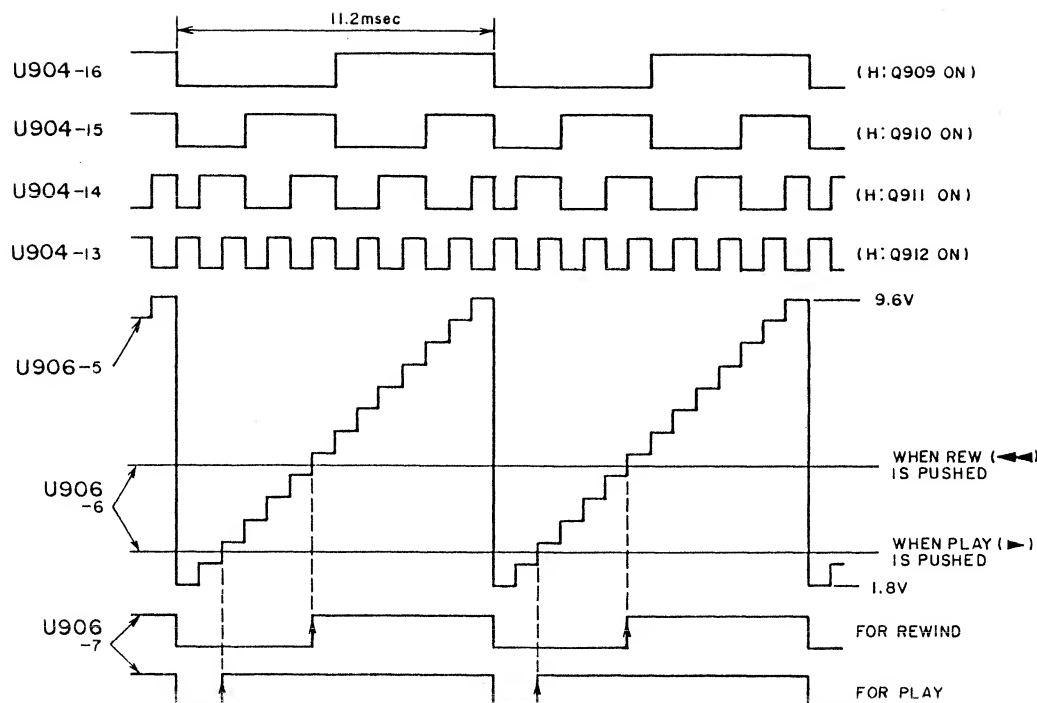 11.2msec
U904-16
(H: Q909 ON)
U904-15
(H: Q910 ON)
U904-14
(H: Q911 ON)
U904-13
(H: Q912 ON)
9.6V
U906-5
WHEN REW (◄◄)
IS PUSHED
U906
-6
WHEN PLAY (►)
IS PUSHED
1.8V
U906
-7
FOR REWIND
FOR PLAY